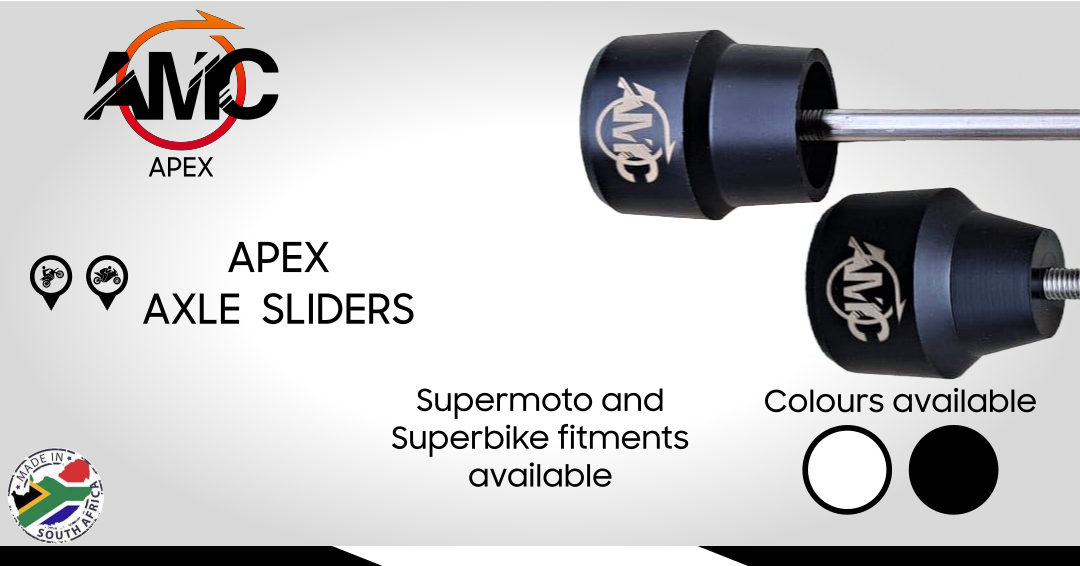 AMC
APEX
AMC
AMC
APEX
AXLE SLIDERS
Supermoto and
Superbike fitments
available
Colours available
MADE IN
SOUTH AFRICA